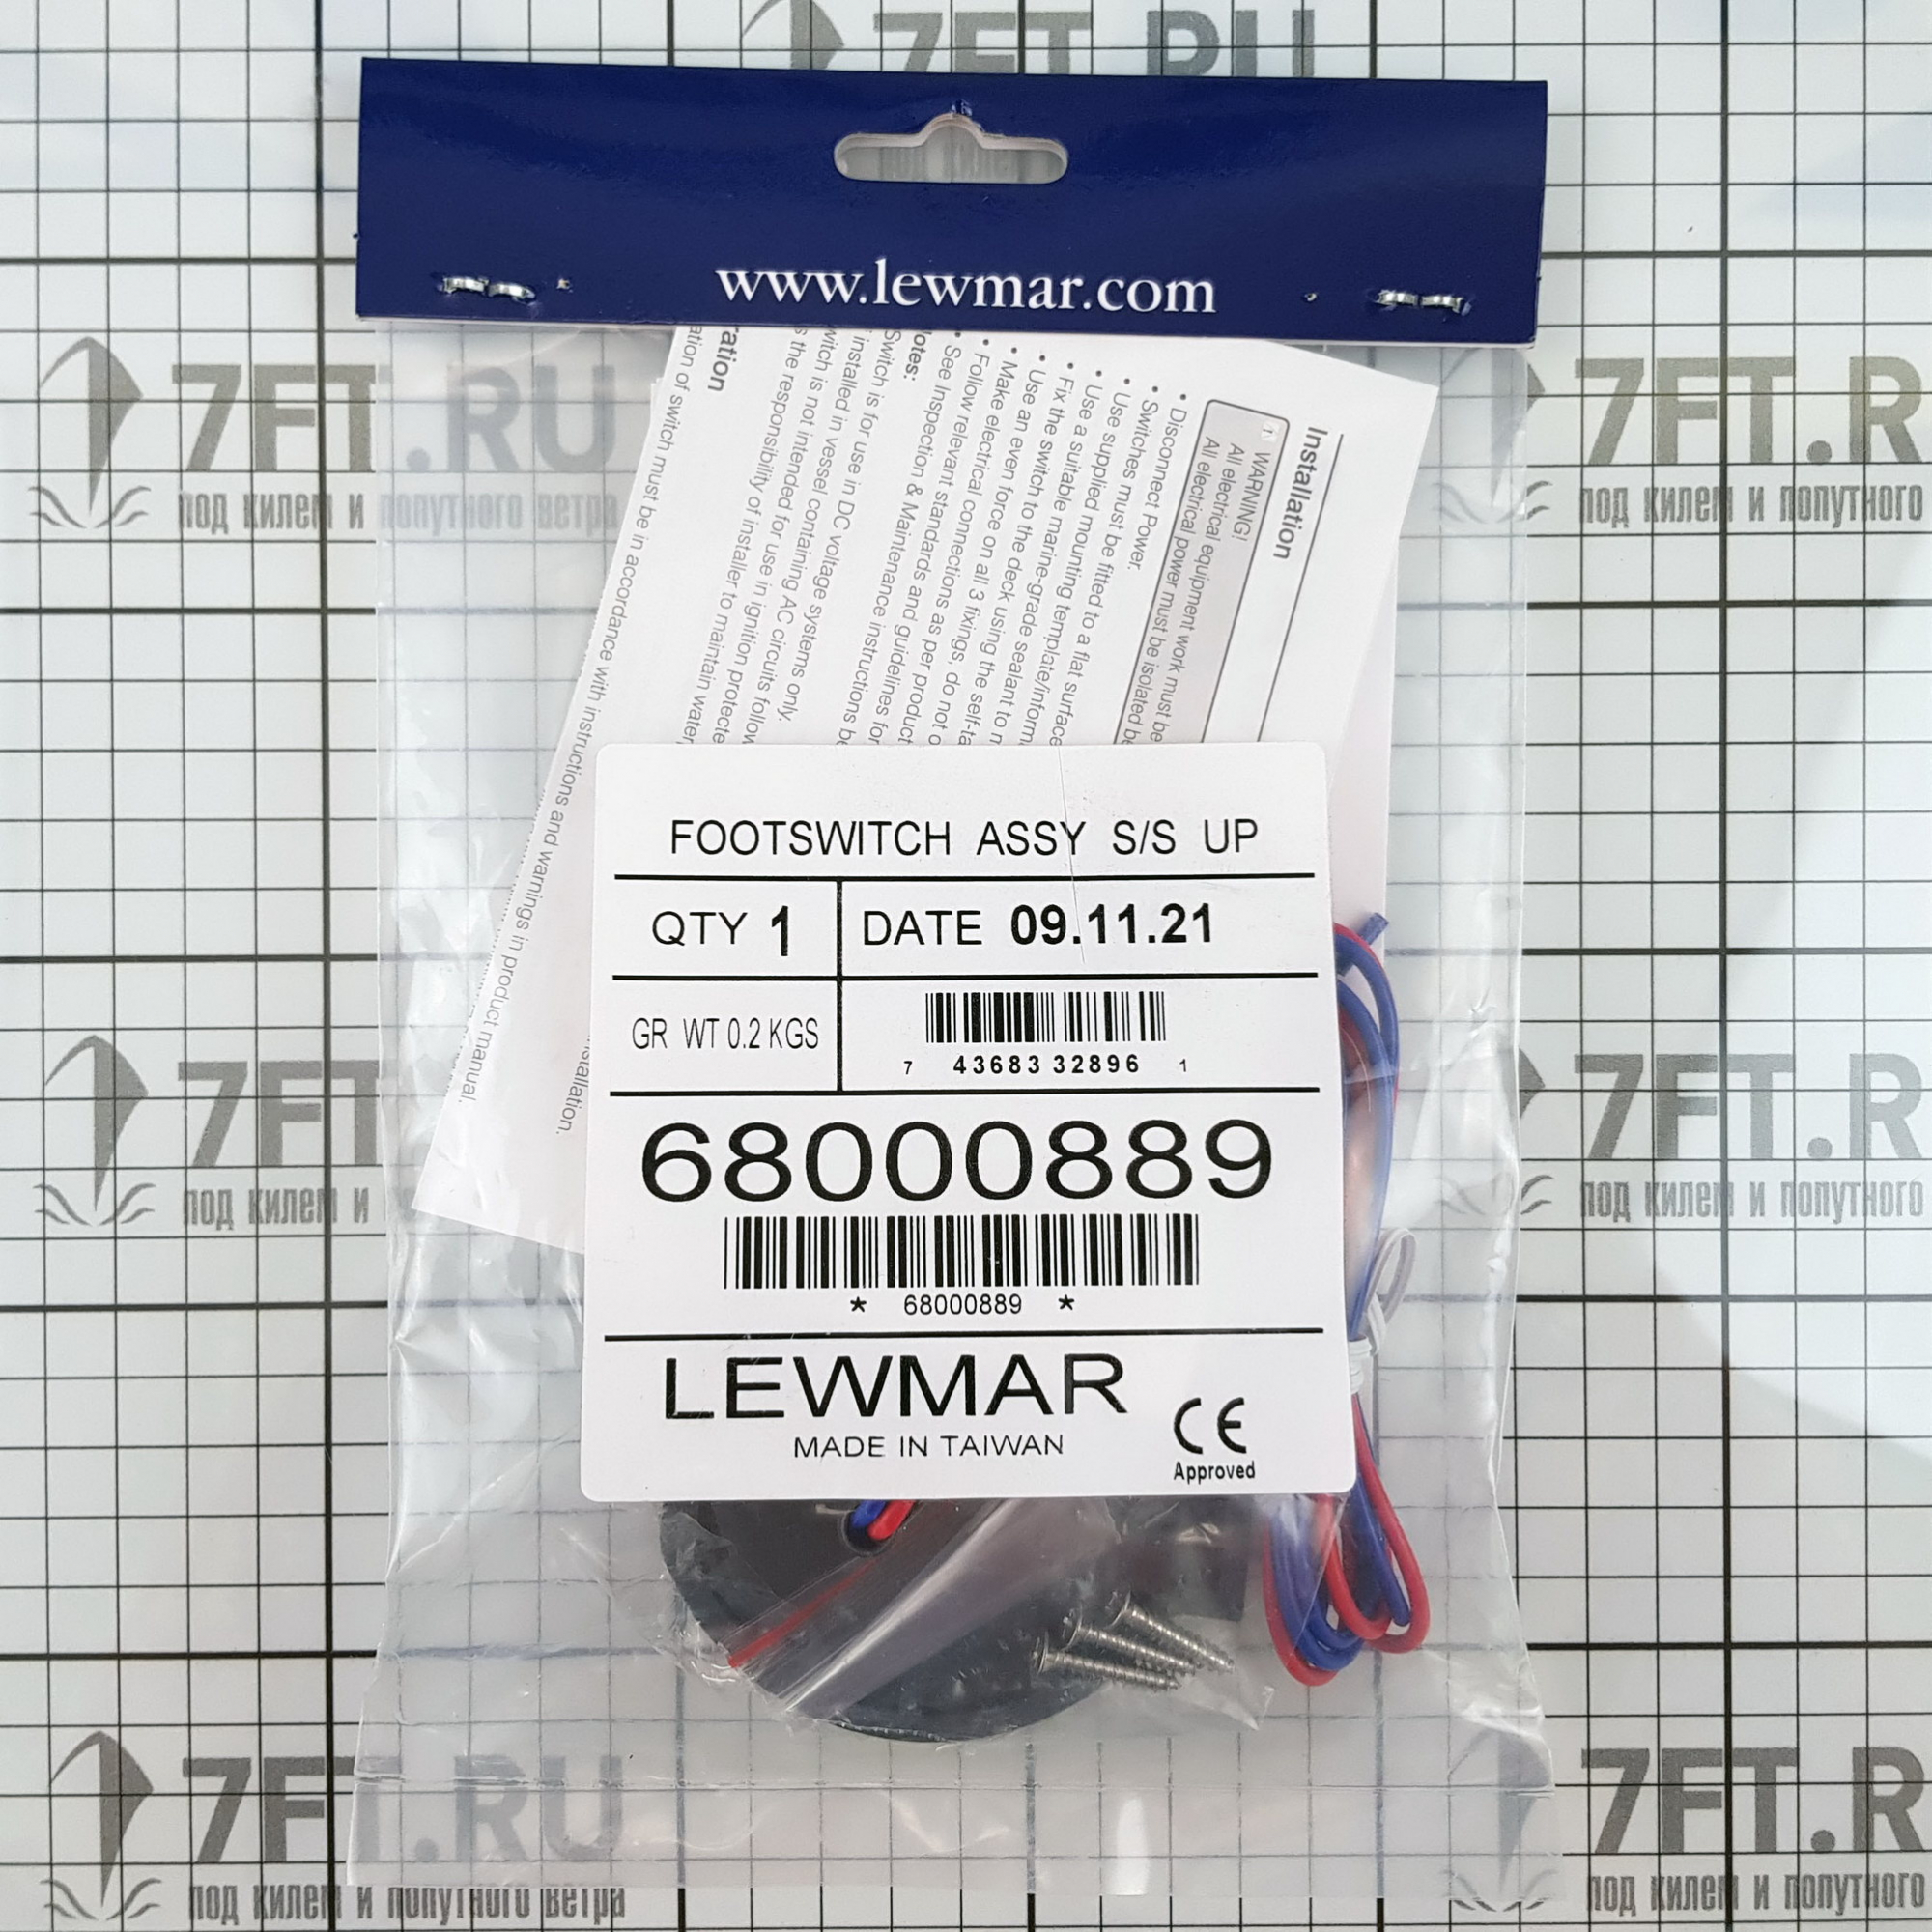 7FT.RU
www.lewmar.com
7FT.RU
под килем и попутного ветра
7FT.R
под килем и попутного
Installation
WARNING!
All electrical equipment work must be
All electrical power must be isolated be
• Disconnect Power.
• Switches must be fitted to a flat surface
• Use supplied mounting template/inform
• Use a suitable marine-grade sealant to
• Fix the switch to the deck using the self-ta
• Use an even force on all 3 fixings, do not o
• Make electrical connections as per product
• Follow relevant standards and guidelines for
• See Inspection & Maintenance instructions be
otes:
Switch is for use in DC voltage systems only.
installed in vessel containing AC circuits follow
witch is not intended for use in ignition protecte
s the responsibility of installer to maintain water
ration
ation of switch must be in accordance with instructions and warnings in product manual.
stallation.
FOOTSWITCH ASSY S/S UP
QTY 1
DATE 09.11.21
GR WT 0.2 KGS
7 43683 32896 1
68000889
* 68000889 *
LEWMAR
MADE IN TAIWAN
CE
Approved
7FT
под килем и
7FT.R
под килем и попутного
7FT.RU
под килем и попутного ветра
7FT.R
под килем и попутного